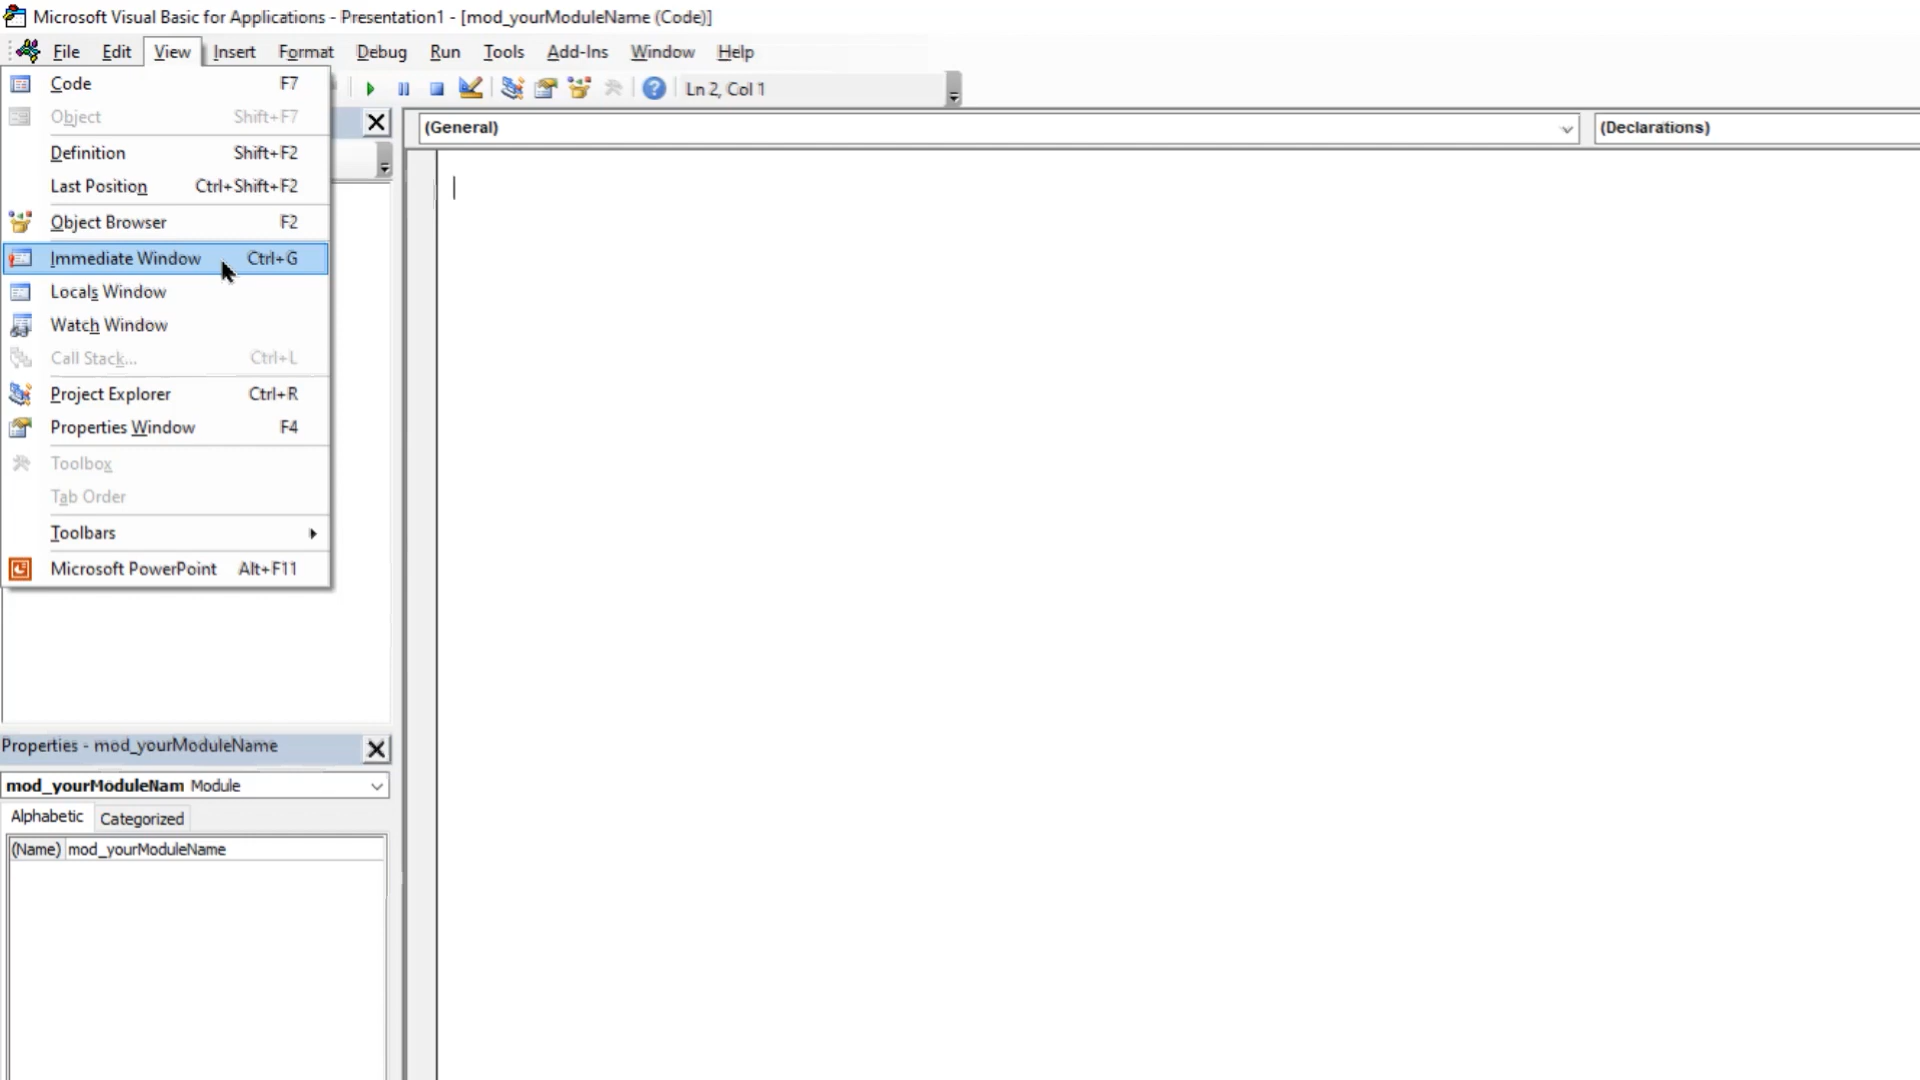 Microsoft Visual Basic for Applications - Presentation1 - [mod_yourModuleName (Code)]
File Edit View Insert Format Debug Run Tools Add-Ins Window Help
Ln 2, Col 1
Code F7
Object Shift+F7
Definition Shift+F2
Last Position Ctrl+Shift+F2
Object Browser F2
Immediate Window Ctrl+G
Locals Window
Watch Window
Call Stack... Ctrl+L
Project Explorer Ctrl+R
Properties Window F4
Toolbox
Tab Order
Toolbars
Microsoft PowerPoint Alt+F11
(General) (Declarations)
Properties - mod_yourModuleName
mod_yourModuleNam Module
Alphabetic Categorized
(Name) mod_yourModuleName